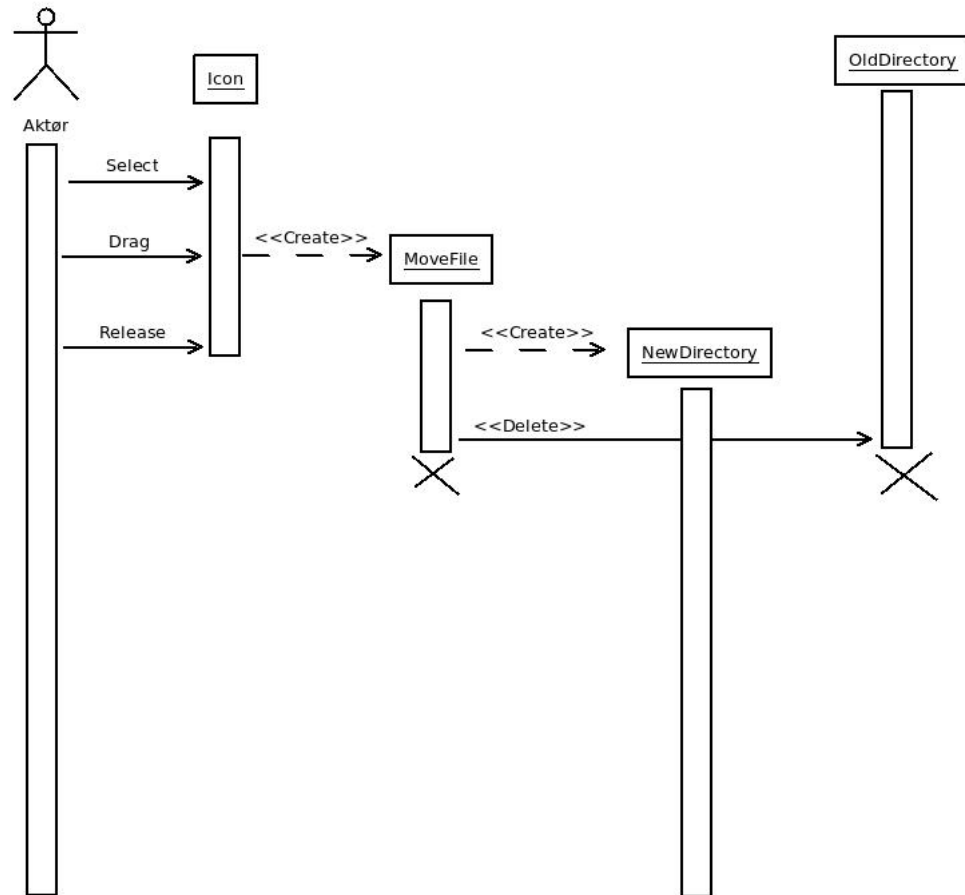 OldDirectory
Icon
Aktør
Select
Drag
<<Create>>
MoveFile
Release
<<Create>>
NewDirectory
<<Delete>>